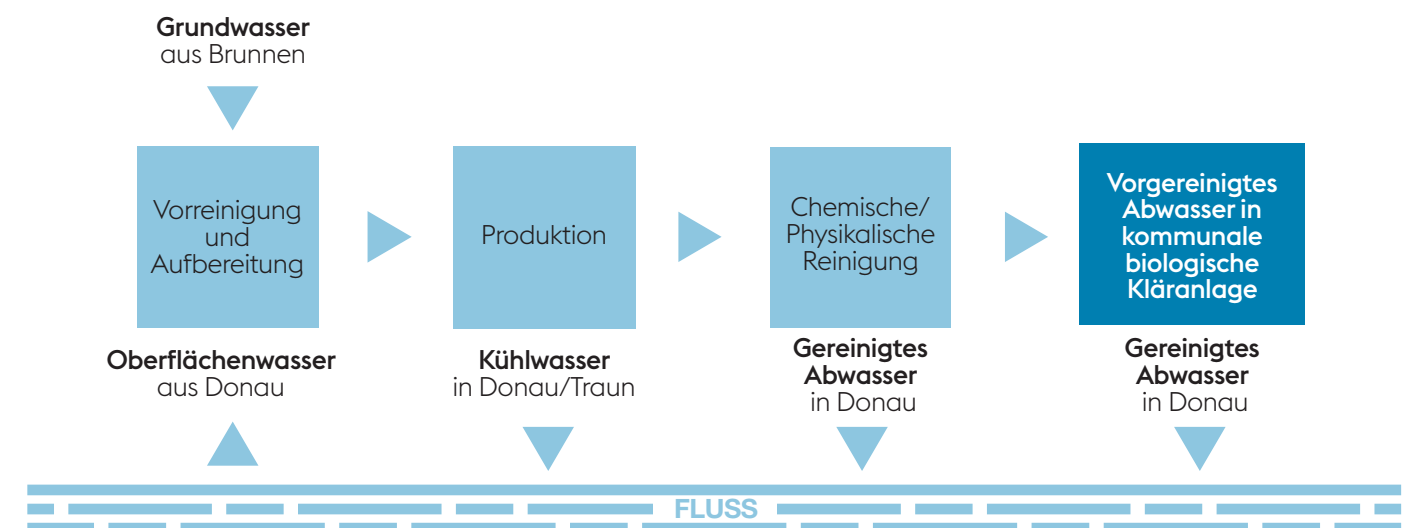 Grundwasser
aus Brunnen
Vorreinigung
und
Aufbereitung
Produktion
Chemische/
Physikalische
Reinigung
Vorgereinigtes
Abwasser in
kommunale
biologische
Kläranlage
Oberflächenwasser
aus Donau
Kühlwasser
in Donau/Traun
Gereinigtes
Abwasser
in Donau
Gereinigtes
Abwasser
in Donau
FLUSS